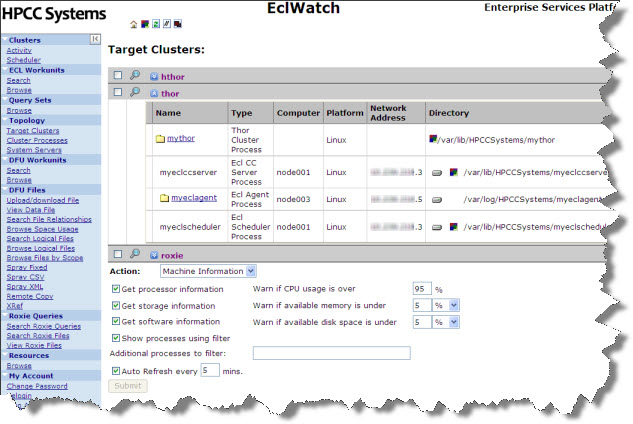 HPCC Systems
EclWatch
Enterprise Services
Clusters
Activity
Scheduler
ECL Workunits
Search
Browse
Query Sets
Browse
Topology
Target Clusters
Cluster Processes
System Servers
DFU Workunits
Search
Browse
DFU Files
Upload/download File
View Data File
Search File Relationships
Browse Space Usage
Search Logical Files
Browse Logical Files
Browse Files by Scope
Spray Fixed
Spray CSV
Spray XML
Remote Copy
XRef
Roxie Queries
Search Roxie Queries
Search Roxie Files
View Roxie Files
Resources
Browse
My Account
Change Password
Target Clusters:
hthor
thor
Name Type Computer Platform Network Address Directory
mythor Thor Cluster Process Linux /var/lib/HPCCSystems/mythor
myeclccserver Ecl CC Server Process node001 Linux .3 /var/lib/HPCCSystems/myeclccserve
myeclagent Ecl Agent Process node003 Linux .5 /var/log/HPCCSystems/myeclagent
myeclscheduler Ecl Scheduler Process node001 Linux .3 /var/lib/HPCCSystems/myeclschedul
roxie
Action: Machine Information
Get processor information Warn if CPU usage is over 95 %
Get storage information Warn if available memory is under 5 %
Get software information Warn if available disk space is under 5 %
Show processes using filter
Additional processes to filter:
Auto Refresh every 5 mins.
Submit